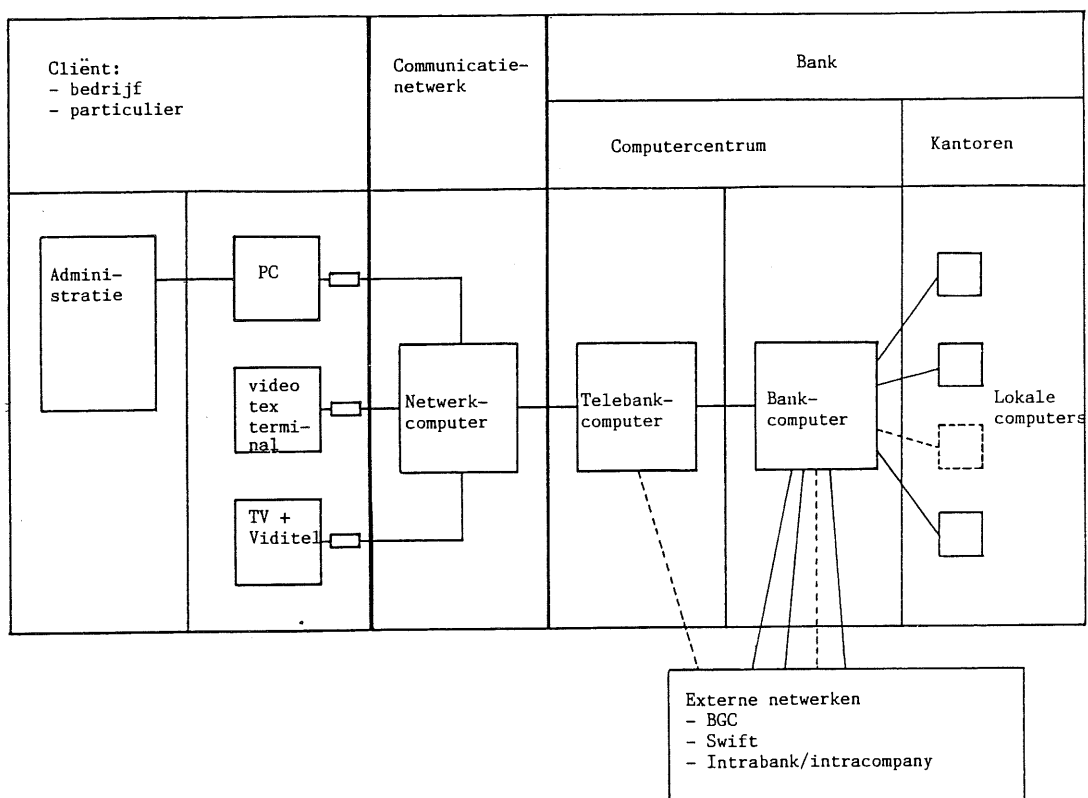 Cliënt:
- bedrijf
- particulier
Communicatie-
netwerk
Bank
Computercentrum
Kantoren
Admini-
stratie
PC
video
tex
termi-
nal
TV +
Viditel
Netwerk-
computer
Telebank-
computer
Bank-
computer
Lokale
computers
Externe netwerken
- BGC
- Swift
- Intrabank/intracompany